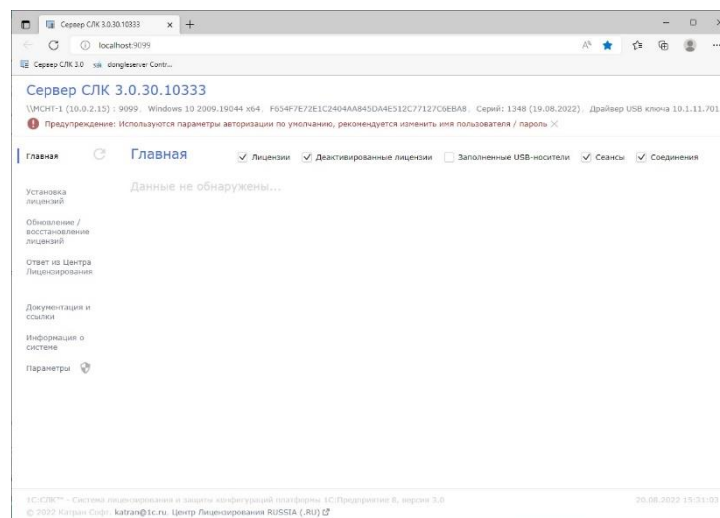 Сервер СЛК 3.0.30.10333
localhost:9099
Сервер СЛК 3.0
dongleserver Contr...
Сервер СЛК 3.0.30.10333
\\MCHT-1 (10.0.2.15) : 9099, Windows 10 2009.19044 x64, F654F7E72E1C2404AA845DA4E512C77127C6EBA8, Серий: 1348 (19.08.2022), Драйвер USB ключа 10.1.11.701
Предупреждение: Используются параметры авторизации по умолчанию, рекомендуется изменить имя пользователя / пароль
Главная
Главная
Лицензии
Деактивированные лицензии
Заполненные USB-носители
Сеансы
Соединения
Данные не обнаружены...
Установка
лицензий
Обновление /
восстановление
лицензий
Ответ из Центра
Лицензирования
Документация и
ссылки
Информация о
системе
Параметры
1С:СЛК™ - Система лицензирования и защиты конфигураций платформы 1С:Предприятие 8, версия 3.0
20.08.2022 15:31:03
© 2022 Катран Софт, katran@1c.ru, Центр Лицензирования RUSSIA (.RU)